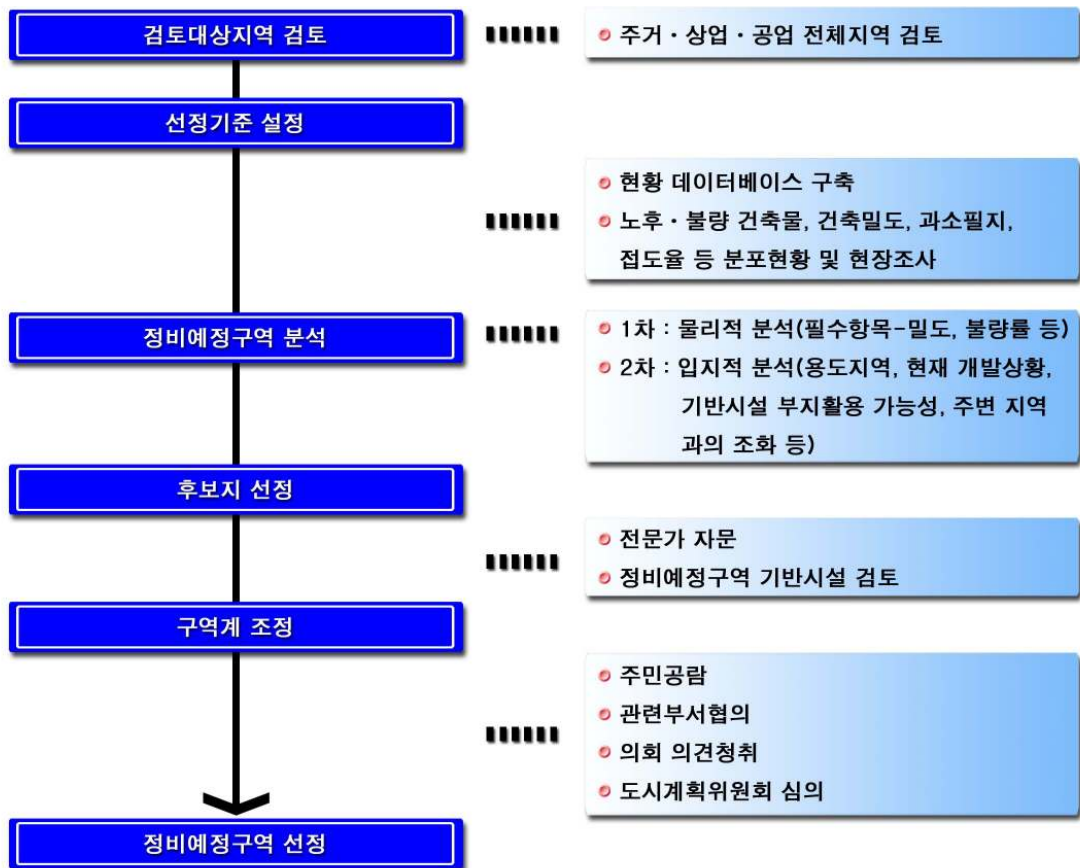 검토대상지역 검토
주거·상업·공업 전체지역 검토
선정기준 설정
현황 데이터베이스 구축
노후·불량 건축물, 건축밀도, 과소필지,
접도율 등 분포현황 및 현장조사
정비예정구역 분석
1차 : 물리적 분석(필수항목-밀도, 불량률 등)
2차 : 입지적 분석(용도지역, 현재 개발상황,
기반시설 부지활용 가능성, 주변 지역
과의 조화 등)
후보지 선정
전문가 자문
정비예정구역 기반시설 검토
구역계 조정
주민공람
관련부서협의
의회 의견청취
도시계획위원회 심의
정비예정구역 선정